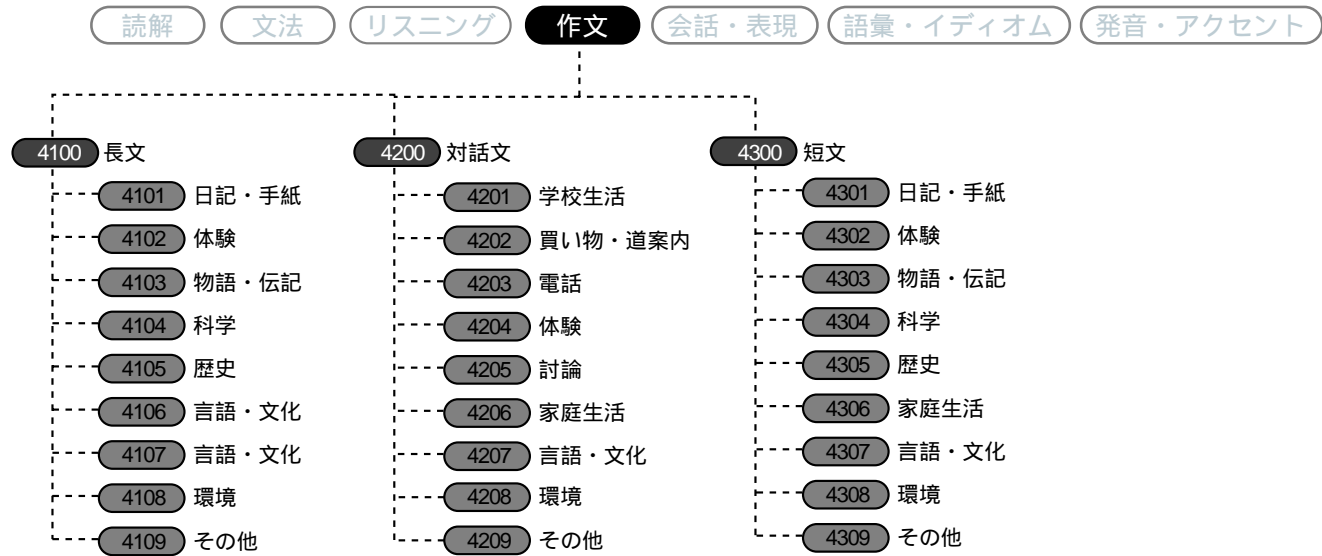 読解 文法 リスニング 作文 会話・表現 語彙・イディオム 発音・アクセント
4100 長文
4101 日記・手紙
4102 体験
4103 物語・伝記
4104 科学
4105 歴史
4106 言語・文化
4107 言語・文化
4108 環境
4109 その他
4200 対話文
4201 学校生活
4202 買い物・道案内
4203 電話
4204 体験
4205 討論
4206 家庭生活
4207 言語・文化
4208 環境
4209 その他
4300 短文
4301 日記・手紙
4302 体験
4303 物語・伝記
4304 科学
4305 歴史
4306 家庭生活
4307 言語・文化
4308 環境
4309 その他